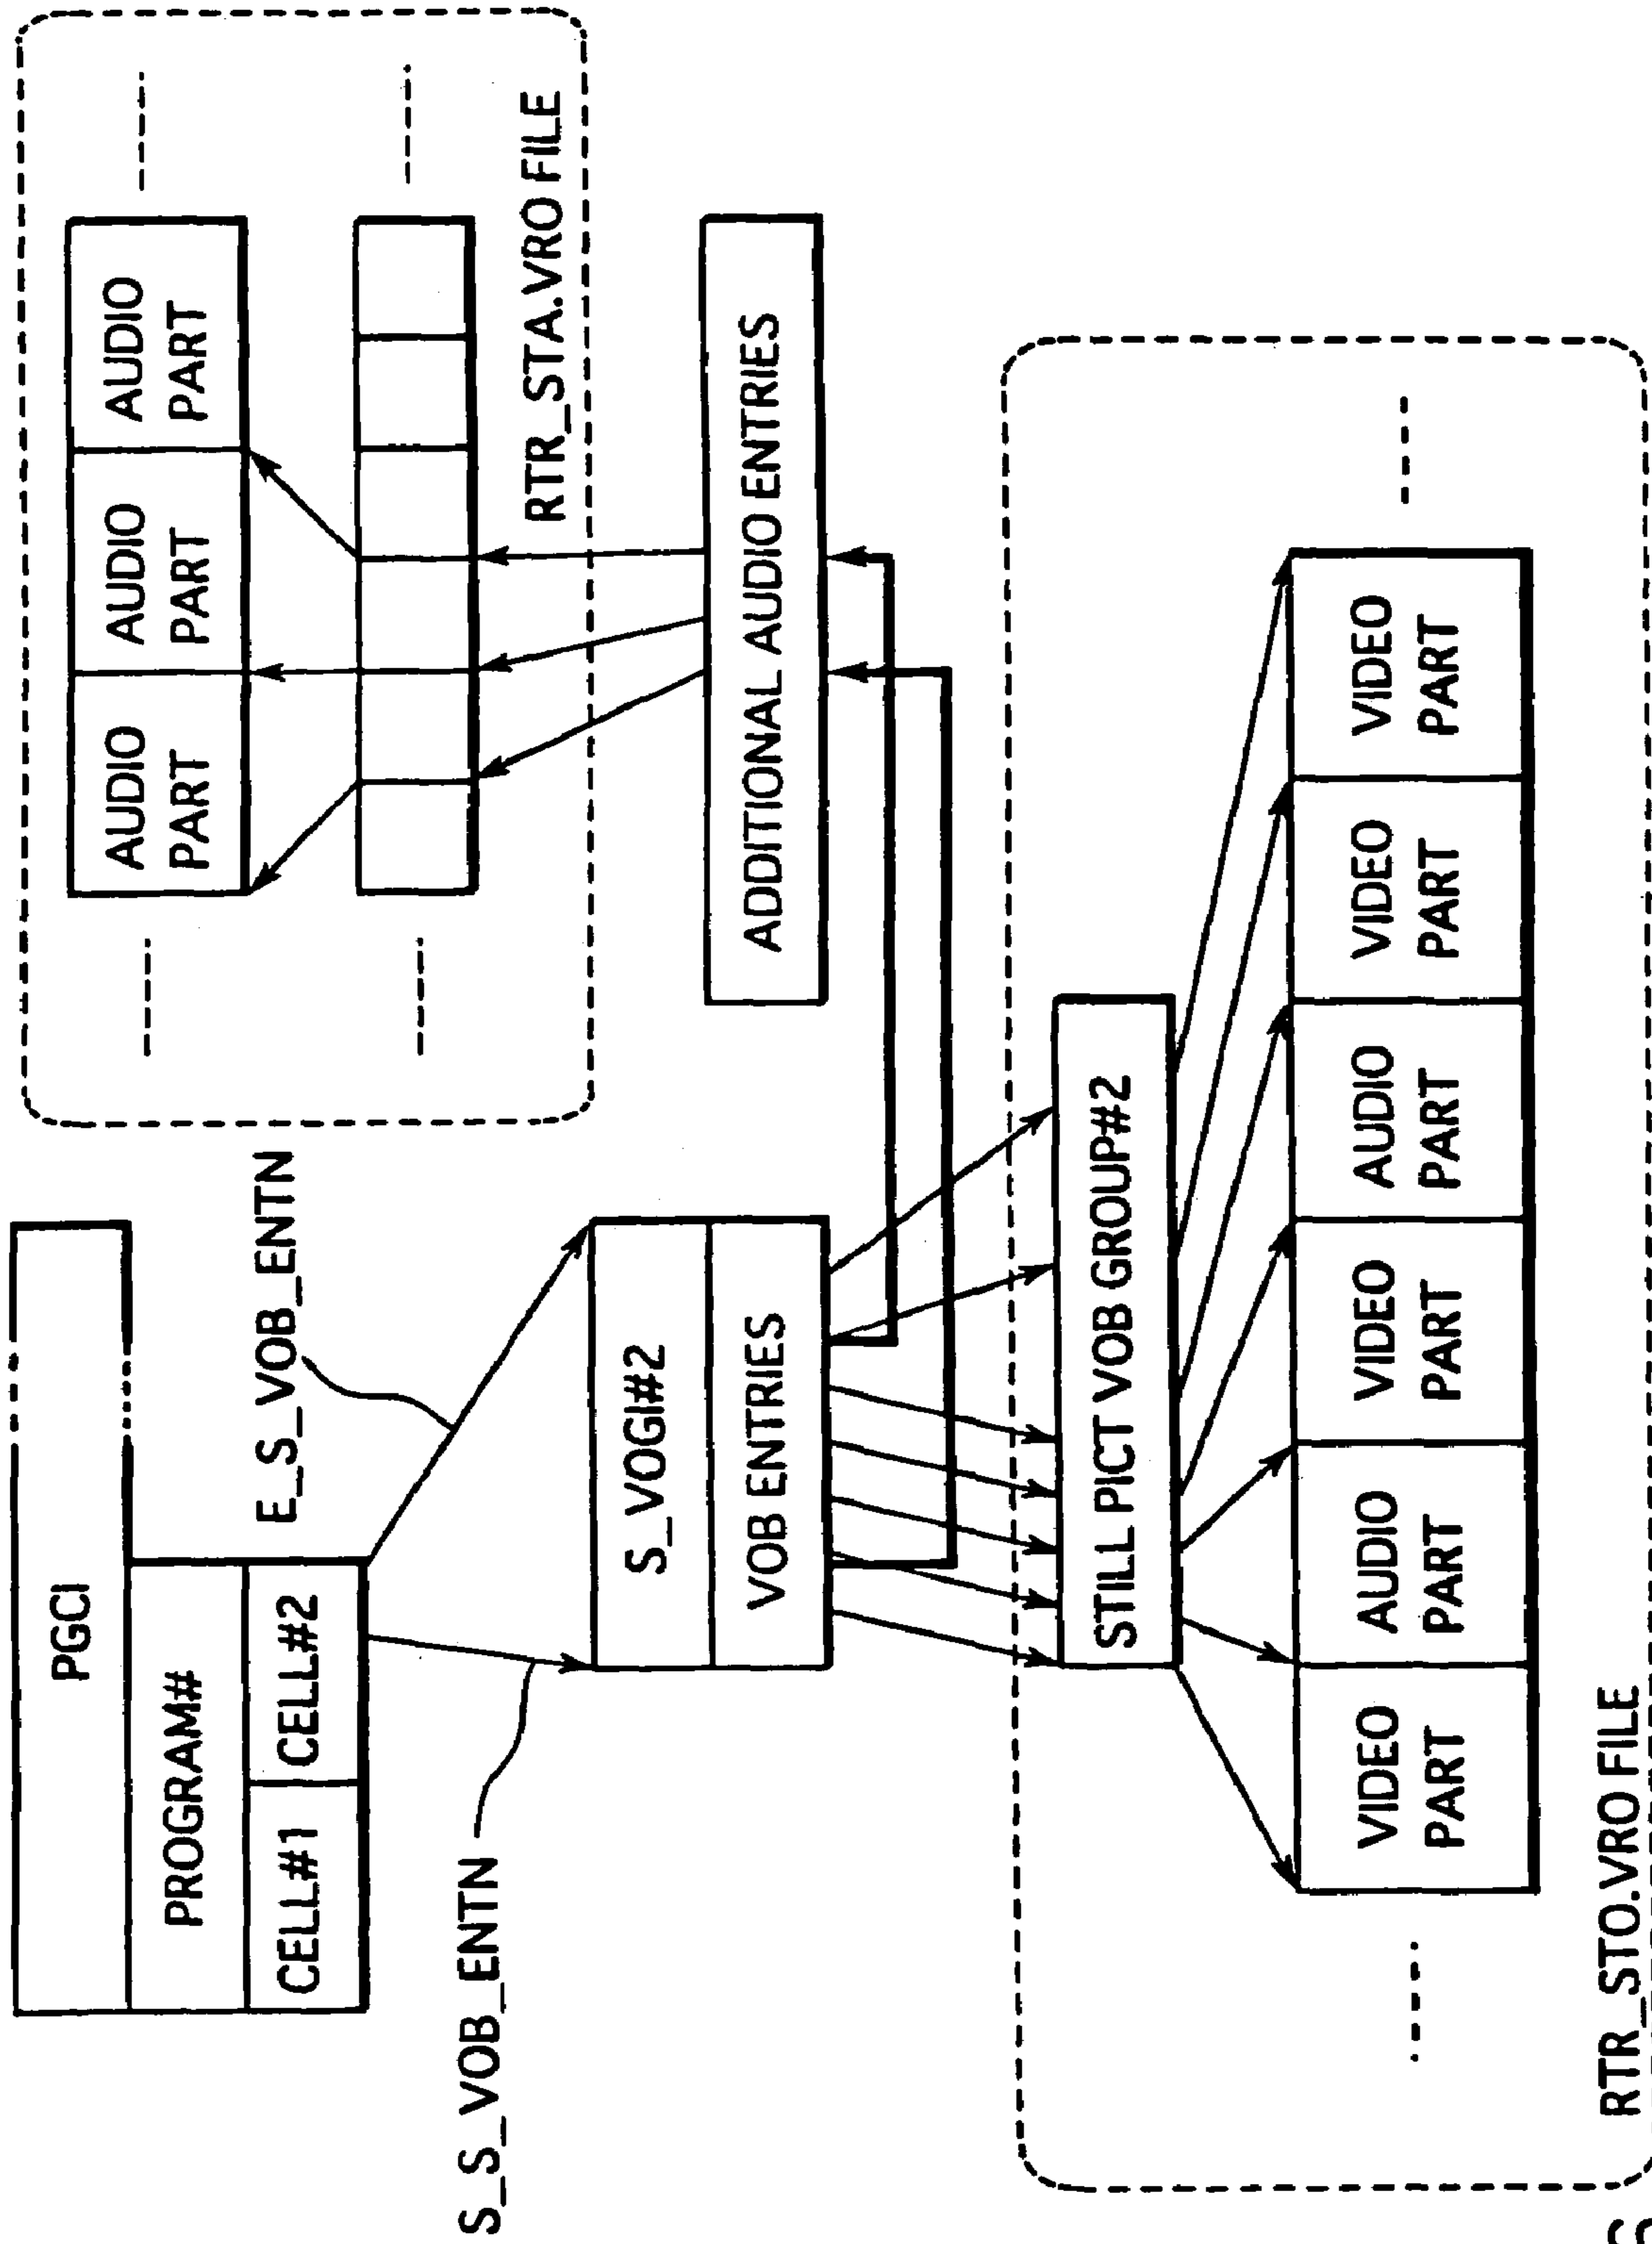 PGCI
PROGRAM#
CELL#1 CELL#2
E_S_VOB_ENTN
S_S_VOB_ENTN
S_VOGI#2
VOB ENTRIES
AUDIO PART
AUDIO PART
AUDIO PART
RTR_STA.VRO FILE
ADDITIONAL AUDIO ENTRIES
STILL PICT VOB GROUP#2
VIDEO PART
AUDIO PART
VIDEO PART
AUDIO PART
VIDEO PART
VIDEO PART
RTR_STO.VRO FILE